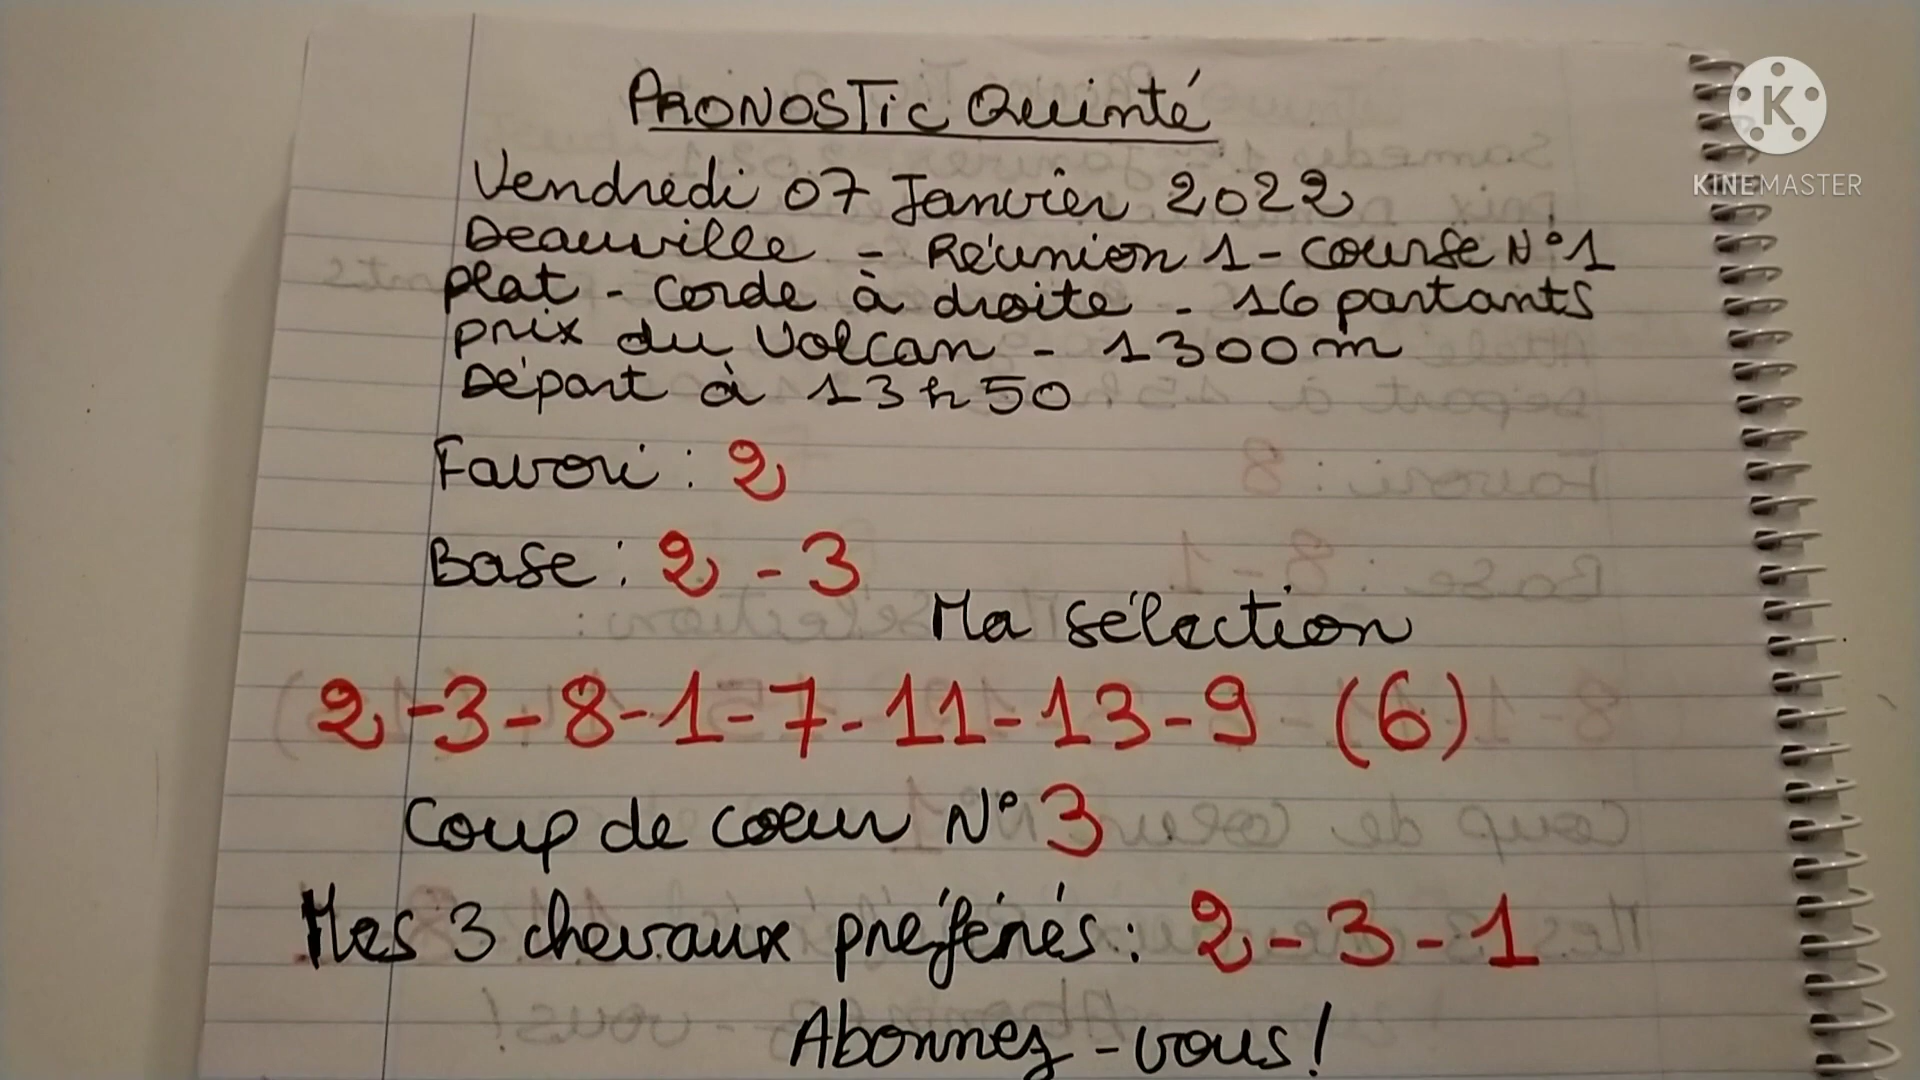 PRONOSTIC Quinté
Vendredi 07 Janvier 2022
Deauville - Réunion 1 - course N°1
plat - corde à droite - 16 partants
prix du Volcan - 1300m
Départ à 13h50
Favori : 2
Base : 2 - 3
Ma sélection
2 - 3 - 8 - 1 - 7 - 11 - 13 - 9 (6)
Coup de coeur N° 3
Mes 3 chevaux préférés : 2 - 3 - 1
Abonnez-vous!
K
KINEMASTER